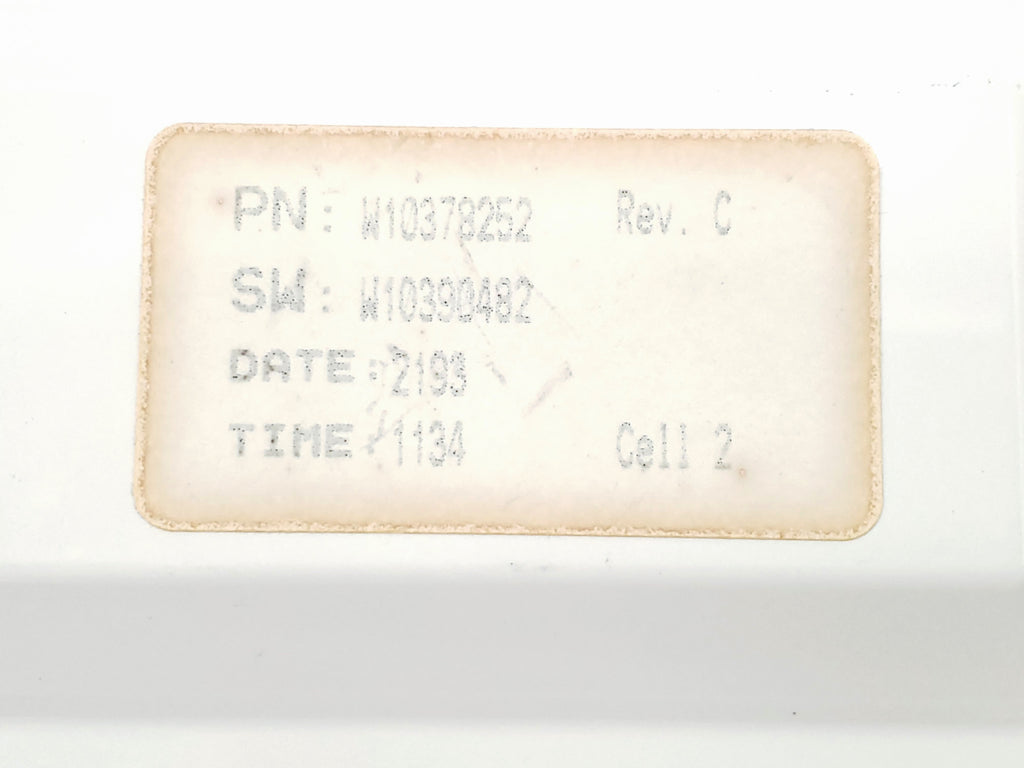 PN: W10378252 Rev. C
SW: W10390482
DATE: 2193
TIME: 1134 Cell 2